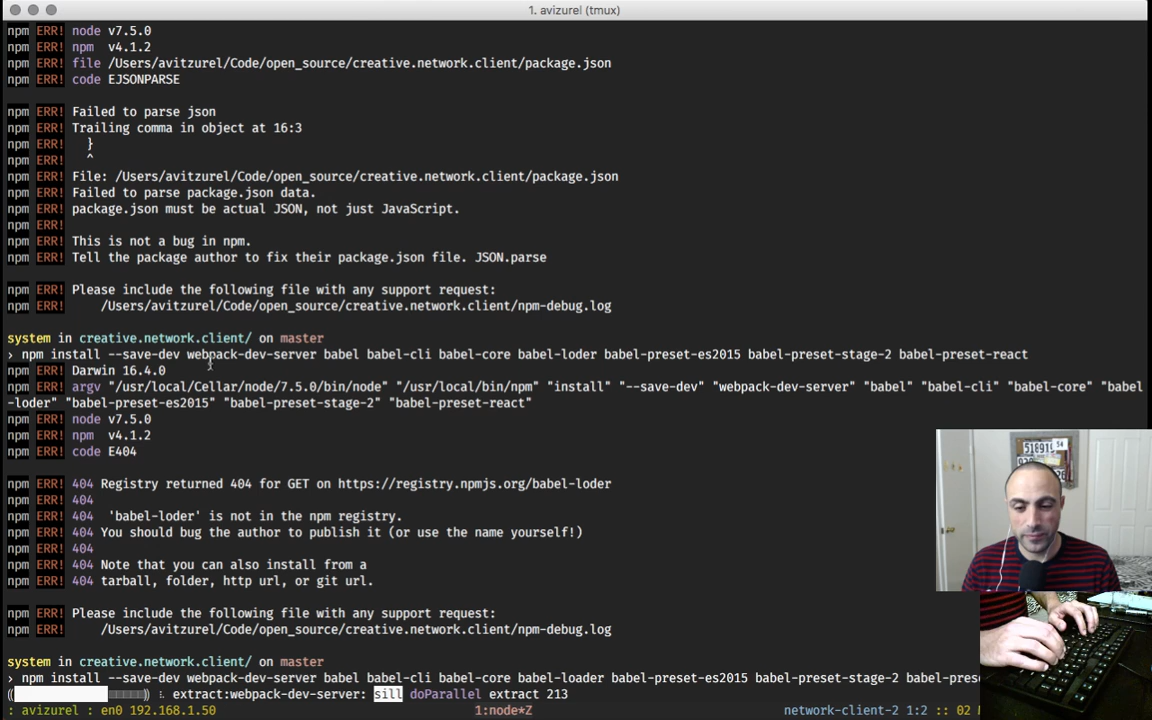 1. avizurel (tmux)
npm ERR! node v7.5.0
npm ERR! npm  v4.1.2
npm ERR! file /Users/avitzurel/Code/open_source/creative.network.client/package.json
npm ERR! code EJSONPARSE
npm ERR! Failed to parse json
npm ERR! Trailing comma in object at 16:3
npm ERR!   }
npm ERR!   ^
npm ERR! File: /Users/avitzurel/Code/open_source/creative.network.client/package.json
npm ERR! Failed to parse package.json data.
npm ERR! package.json must be actual JSON, not just JavaScript.
npm ERR!
npm ERR! This is not a bug in npm.
npm ERR! Tell the package author to fix their package.json file. JSON.parse
npm ERR! Please include the following file with any support request:
npm ERR!     /Users/avitzurel/Code/open_source/creative.network.client/npm-debug.log
system in creative.network.client/ on master
› npm install --save-dev webpack-dev-server babel babel-cli babel-core babel-loder babel-preset-es2015 babel-preset-stage-2 babel-preset-react
npm ERR! Darwin 16.4.0
npm ERR! argv "/usr/local/Cellar/node/7.5.0/bin/node" "/usr/local/bin/npm" "install" "--save-dev" "webpack-dev-server" "babel" "babel-cli" "babel-core" "babel
-loder" "babel-preset-es2015" "babel-preset-stage-2" "babel-preset-react"
npm ERR! node v7.5.0
npm ERR! npm  v4.1.2
npm ERR! code E404
npm ERR! 404 Registry returned 404 for GET on https://registry.npmjs.org/babel-loder
npm ERR! 404
npm ERR! 404  'babel-loder' is not in the npm registry.
npm ERR! 404 You should bug the author to publish it (or use the name yourself!)
npm ERR! 404
npm ERR! 404 Note that you can also install from a
npm ERR! 404 tarball, folder, http url, or git url.
npm ERR! Please include the following file with any support request:
npm ERR!     /Users/avitzurel/Code/open_source/creative.network.client/npm-debug.log
system in creative.network.client/ on master
› npm install --save-dev webpack-dev-server babel babel-cli babel-core babel-loader babel-preset-es2015 babel-preset-stage-2 babel-pres
extract:webpack-dev-server: sill doParallel extract 213
: avizurel : en0 192.168.1.50 1:node*Z network-client-2 1:2 :: 02